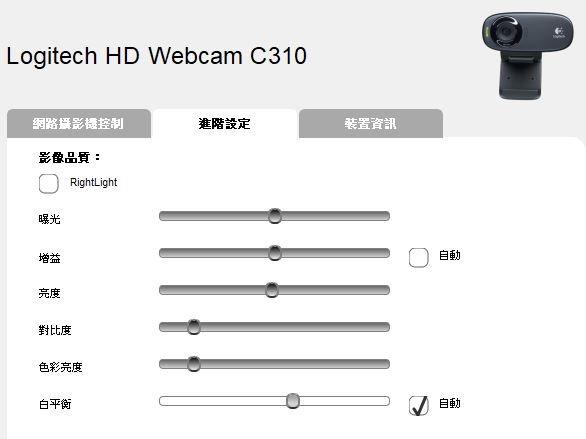 Logitech HD Webcam C310
網路攝影機控制
進階設定
裝置資訊
影像品質：
RightLight
曝光
增益
自動
亮度
對比度
色彩亮度
白平衡
自動
Logitech